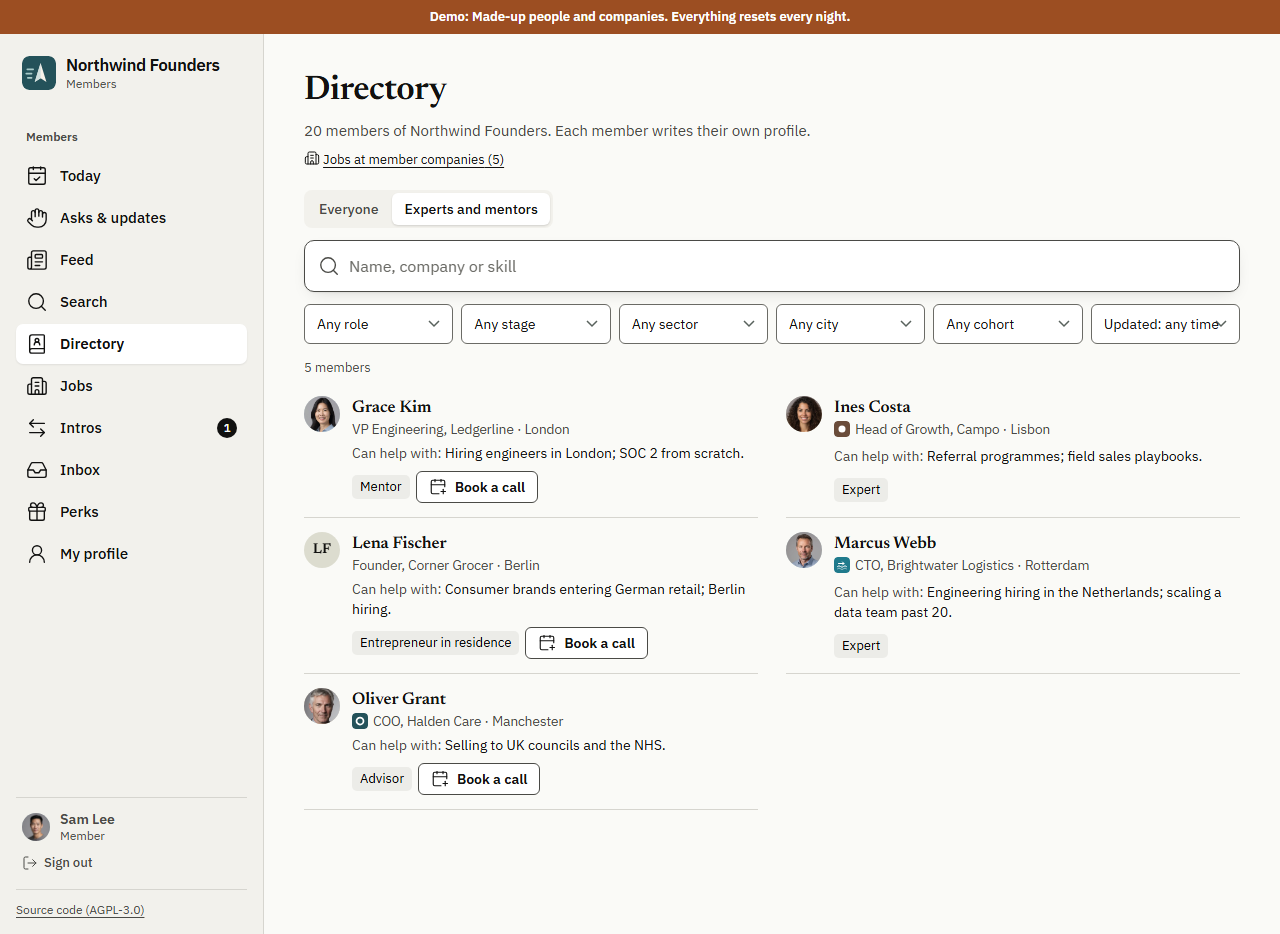 Demo: Made-up people and companies. Everything resets every night.
Northwind Founders
Members
Members
Today
Asks & updates
Feed
Search
Directory
Jobs
Intros
1
Inbox
Perks
My profile
Sam Lee
Member
Sign out
Source code (AGPL-3.0)
Directory
20 members of Northwind Founders. Each member writes their own profile.
Jobs at member companies (5)
Everyone
Experts and mentors
Name, company or skill
Any role
Any stage
Any sector
Any city
Any cohort
Updated: any time
5 members
Grace Kim
VP Engineering, Ledgerline · London
Can help with: Hiring engineers in London; SOC 2 from scratch.
Mentor
Book a call
Ines Costa
Head of Growth, Campo · Lisbon
Can help with: Referral programmes; field sales playbooks.
Expert
LF
Lena Fischer
Founder, Corner Grocer · Berlin
Can help with: Consumer brands entering German retail; Berlin
hiring.
Entrepreneur in residence
Book a call
Marcus Webb
CTO, Brightwater Logistics · Rotterdam
Can help with: Engineering hiring in the Netherlands; scaling a
data team past 20.
Expert
Oliver Grant
COO, Halden Care · Manchester
Can help with: Selling to UK councils and the NHS.
Advisor
Book a call